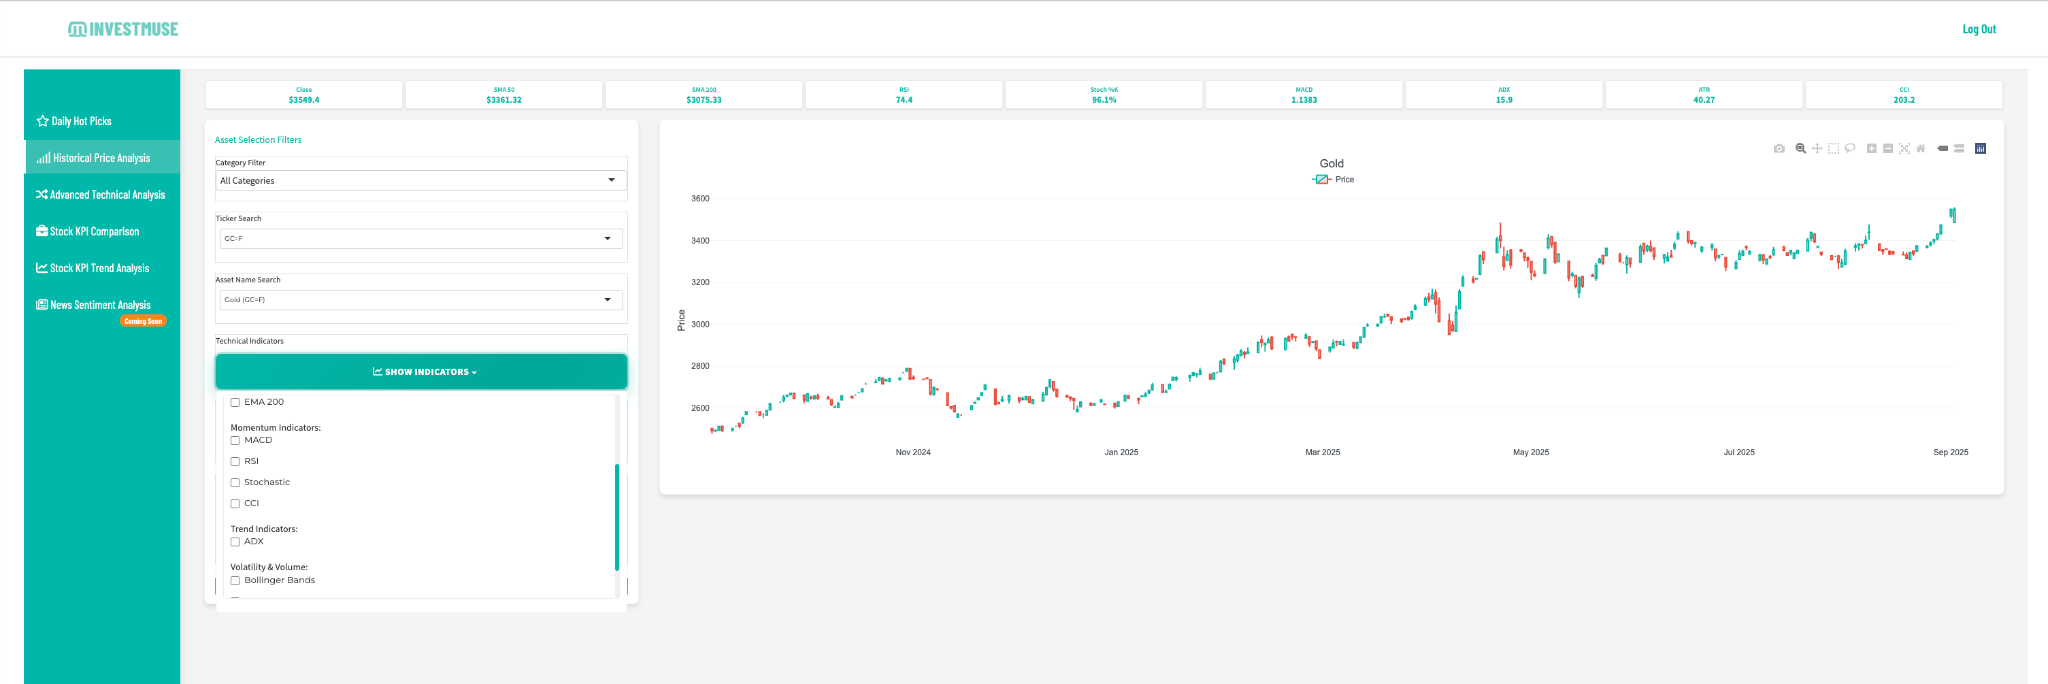 INVESTMUSE
Log Out
Daily Hot Picks
Historical Price Analysis
Advanced Technical Analysis
Stock KPI Comparison
Stock KPI Trend Analysis
News Sentiment Analysis
Coming Soon
Close
$3549.4
SMA 50
$3361.32
SMA 200
$3075.33
RSI
74.4
Stoch %K
96.1%
MACD
1.1383
ADX
15.9
ATR
40.27
CCI
203.2
Asset Selection Filters
Category Filter
All Categories
Ticker Search
GC=F
Asset Name Search
Gold (GC=F)
Technical Indicators
SHOW INDICATORS
EMA 200
Momentum Indicators:
MACD
RSI
Stochastic
CCI
Trend Indicators:
ADX
Volatility & Volume:
Bollinger Bands
Gold
Price
Price
3600
3400
3200
3000
2800
2600
Nov 2024
Jan 2025
Mar 2025
May 2025
Jul 2025
Sep 2025